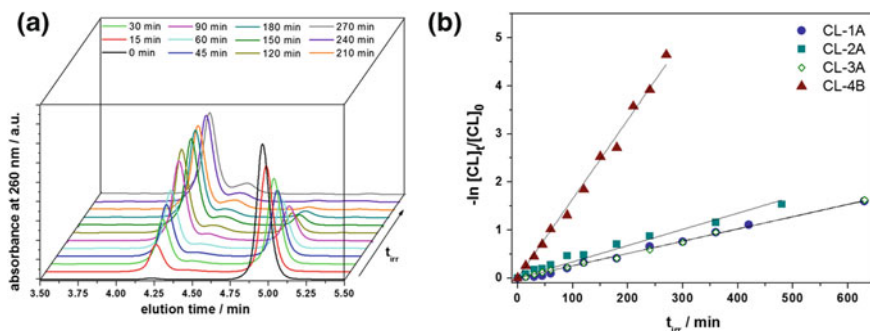 (a)
30 min 90 min 180 min 270 min
15 min 60 min 150 min 240 min
0 min 45 min 120 min 210 min
absorbance at 260 nm / a.u.
3.50 3.75 4.00 4.25 4.50 4.75 5.00 5.25 5.50
elution time / min
t_irr
(b)
CL-1A
CL-2A
CL-3A
CL-4B
-ln [CL]_t/[CL]_0
5
4
3
2
1
0
0 100 200 300 400 500 600
t_irr / min